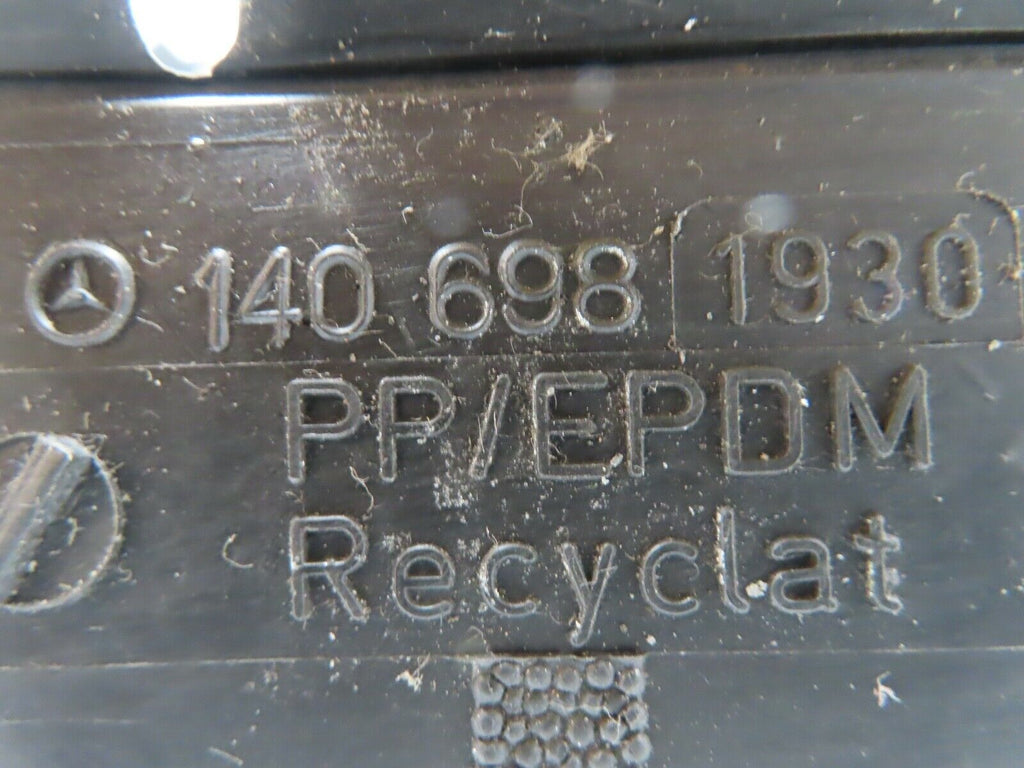 140 698 1930
PP/EPDM
Recyclat